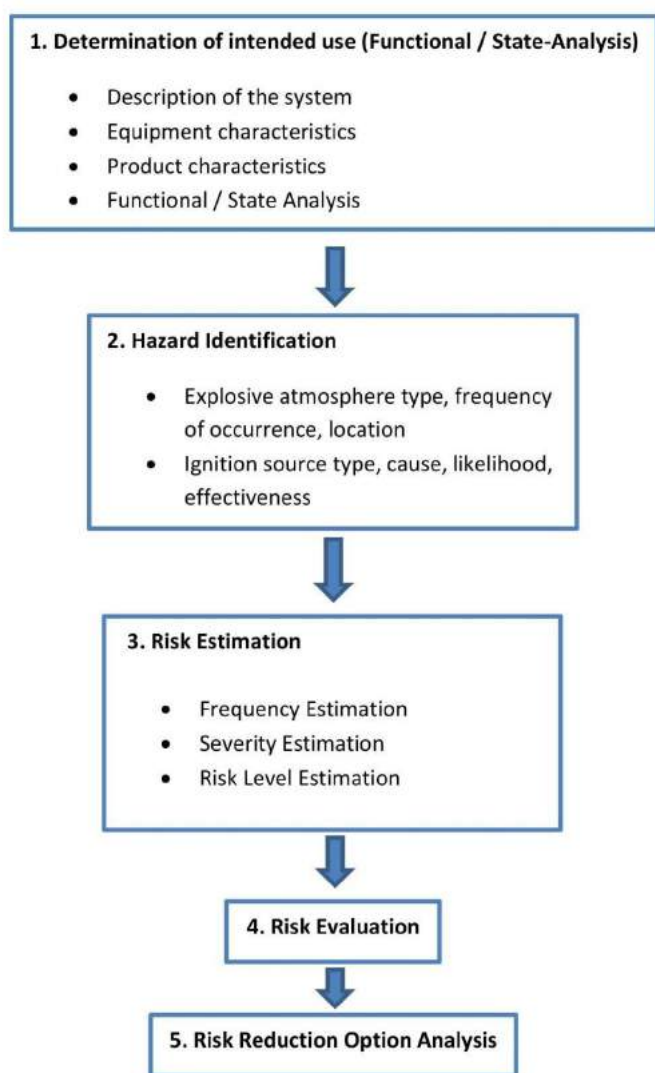 1. Determination of intended use (Functional / State-Analysis)
• Description of the system
• Equipment characteristics
• Product characteristics
• Functional / State Analysis
2. Hazard Identification
• Explosive atmosphere type, frequency
of occurrence, location
• Ignition source type, cause, likelihood,
effectiveness
3. Risk Estimation
• Frequency Estimation
• Severity Estimation
• Risk Level Estimation
4. Risk Evaluation
5. Risk Reduction Option Analysis